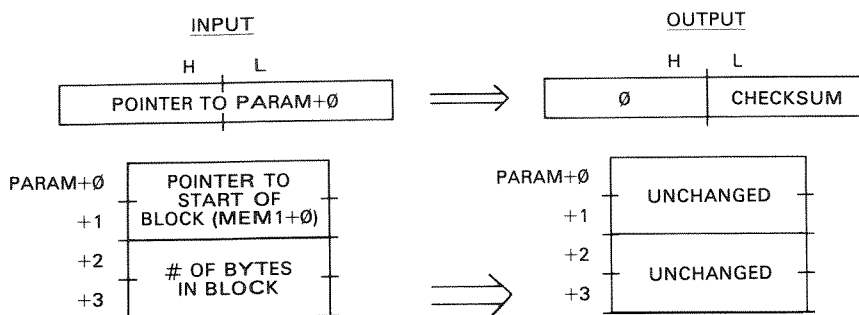 INPUT
OUTPUT
H L
H L
POINTER TO PARAM+Ø
Ø CHECKSUM
PARAM+Ø
+1
+2
+3
POINTER TO
START OF
BLOCK (MEM1+Ø)
# OF BYTES
IN BLOCK
PARAM+Ø
+1
+2
+3
UNCHANGED
UNCHANGED